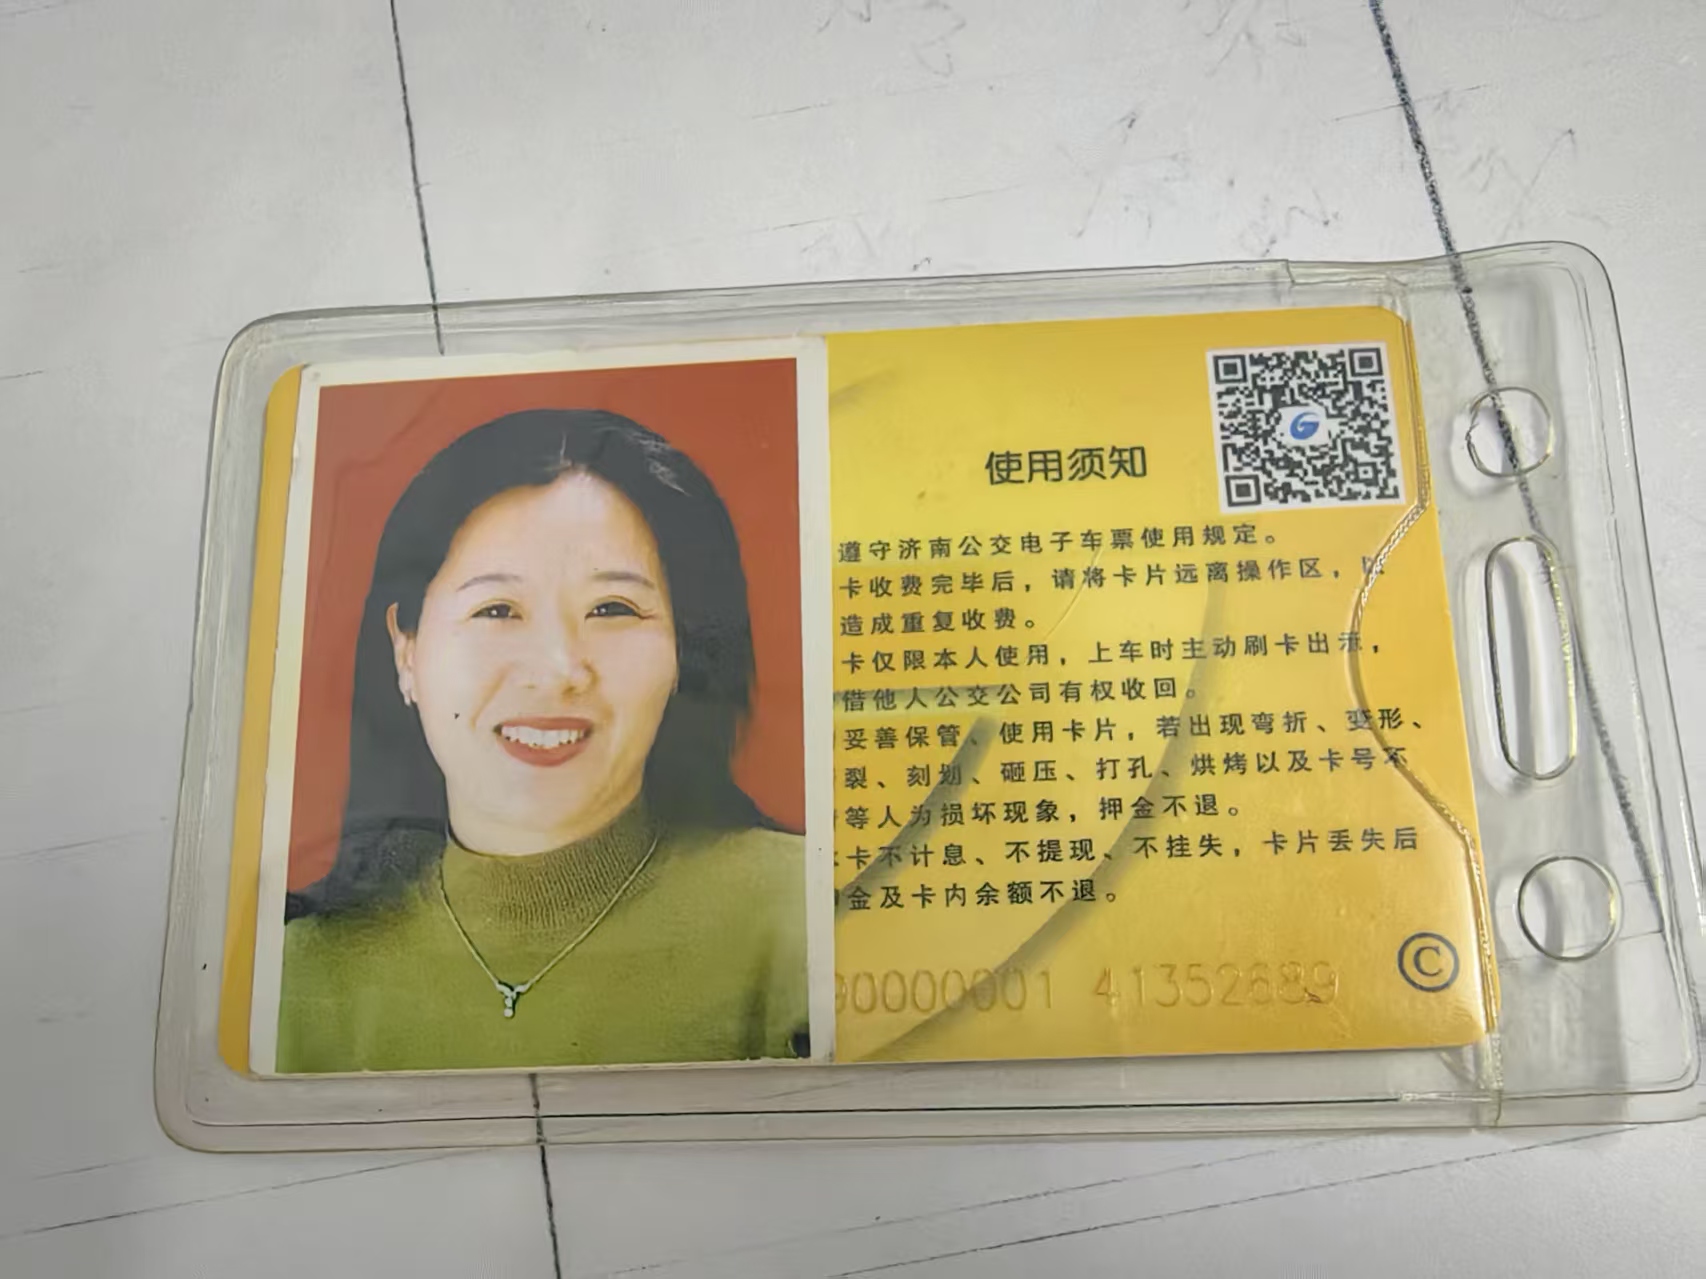 使用须知
遵守济南公交电子车票使用规定。
卡收费完毕后，请将卡片远离操作区，以
造成重复收费。
卡仅限本人使用，上车时主动刷卡出示，
借他人公交公司有权收回。
妥善保管、使用卡片，若出现弯折、变形、
裂、刻划、砸压、打孔、烘烤以及卡号不
等人为损坏现象，押金不退。
卡不计息、不提现、不挂失，卡片丢失后
金及卡内余额不退。
00000001 41352689
©